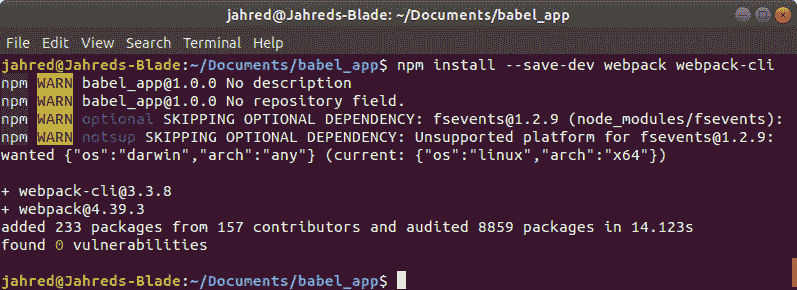 jahred@Jahreds-Blade: ~/Documents/babel_app
File Edit View Search Terminal Help
jahred@Jahreds-Blade:~/Documents/babel_app$ npm install --save-dev webpack webpack-cli
npm WARN babel_app@1.0.0 No description
npm WARN babel_app@1.0.0 No repository field.
npm WARN optional SKIPPING OPTIONAL DEPENDENCY: fsevents@1.2.9 (node_modules/fsevents):
npm WARN notsup SKIPPING OPTIONAL DEPENDENCY: Unsupported platform for fsevents@1.2.9:
wanted {"os":"darwin","arch":"any"} (current: {"os":"linux","arch":"x64"})
+ webpack-cli@3.3.8
+ webpack@4.39.3
added 233 packages from 157 contributors and audited 8859 packages in 14.123s
found 0 vulnerabilities
jahred@Jahreds-Blade:~/Documents/babel_app$